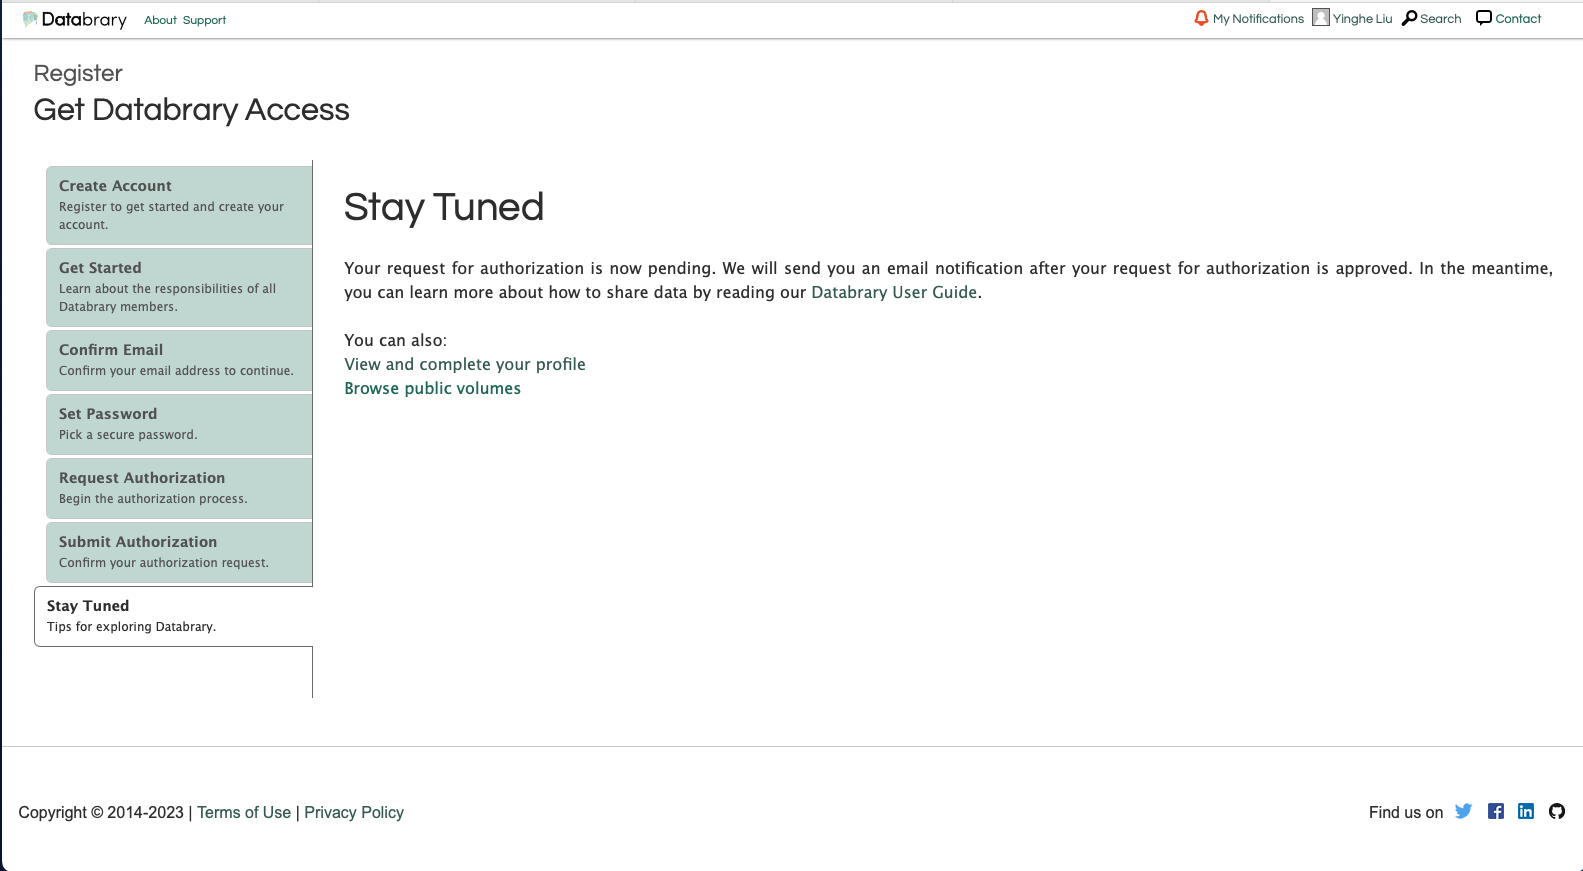 Databrary About Support My Notifications Yinghe Liu Search Contact
Register
Get Databrary Access
Create Account
Register to get started and create your
account.
Get Started
Learn about the responsibilities of all
Databrary members.
Confirm Email
Confirm your email address to continue.
Set Password
Pick a secure password.
Request Authorization
Begin the authorization process.
Submit Authorization
Confirm your authorization request.
Stay Tuned
Tips for exploring Databrary.
Stay Tuned
Your request for authorization is now pending. We will send you an email notification after your request for authorization is approved. In the meantime,
you can learn more about how to share data by reading our Databrary User Guide.
You can also:
View and complete your profile
Browse public volumes
Copyright © 2014-2023 | Terms of Use | Privacy Policy
Find us on